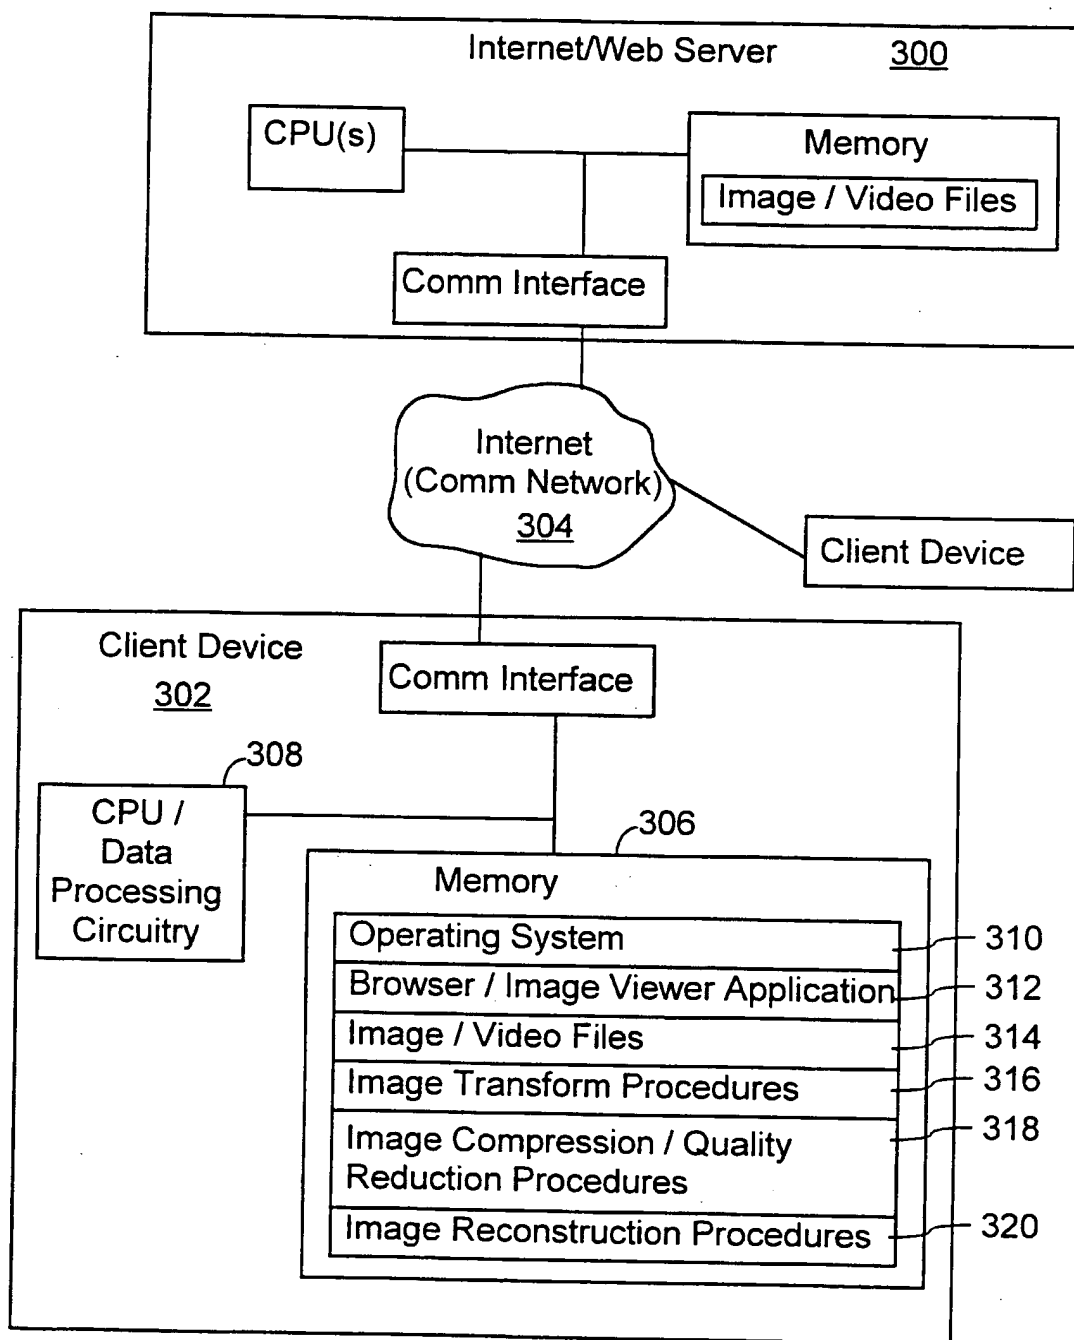 Internet/Web Server 300
CPU(s)
Memory
Image / Video Files
Comm Interface
Internet
(Comm Network)
304
Client Device
Client Device
302
Comm Interface
308
CPU /
Data
Processing
Circuitry
306
Memory
Operating System 310
Browser / Image Viewer Application 312
Image / Video Files 314
Image Transform Procedures 316
Image Compression / Quality 318
Reduction Procedures
Image Reconstruction Procedures 320